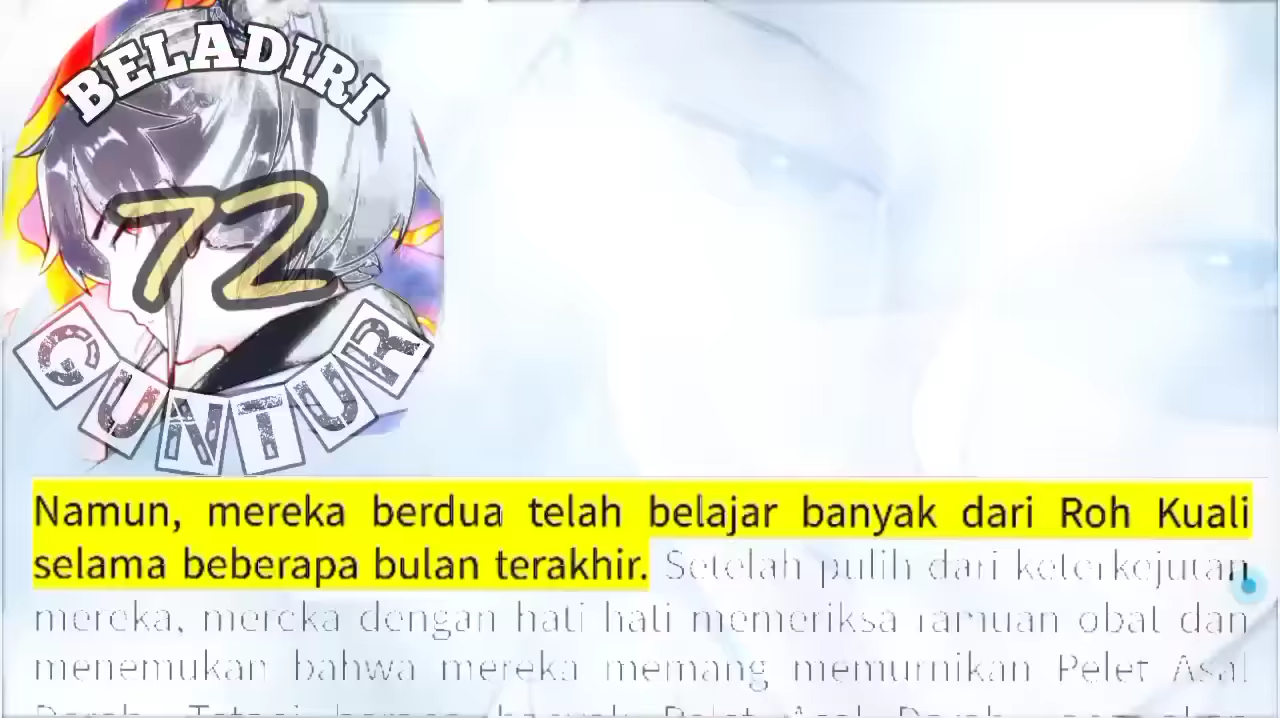 BELADIRI
72
GUNTUR
Namun, mereka berdua telah belajar banyak dari Roh Kuali
selama beberapa bulan terakhir. Setelah pulih dari keterkejutan
mereka, mereka dengan hati hati memeriksa ramuan obat dan
menemukan bahwa mereka memang memurnikan Pelet Asal